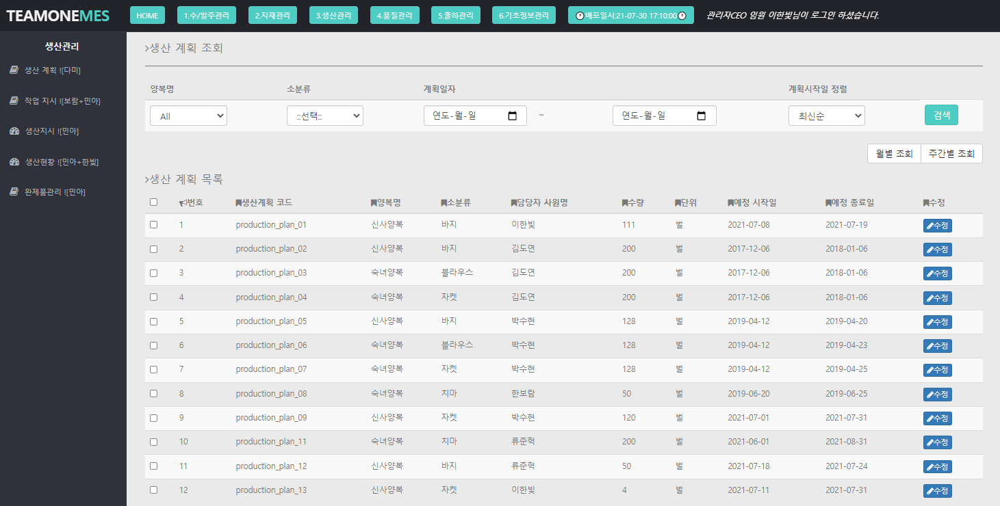 TEAMONEMES HOME 1.수/발주관리 2.자재관리 3.생산관리 4.품질관리 5.출하관리 6.기초정보관리 배포일시:21-07-30 17:10:00 관리자CEO 임원 이한빛님이 로그인 하셨습니다.
생산관리
생산 계획 ![다미]
작업 지시 ![보람+민아]
생산지시 ![민아]
생산현황 ![민아+한빛]
완제품관리 ![민아]
>생산 계획 조회
양복명 소분류 계획일자 계획시작일 정렬
All ::선택:: 연도-월-일 ~ 연도-월-일 최신순 검색
월별 조회 주간별 조회
>생산 계획 목록
번호 생산계획 코드 양복명 소분류 담당자 사원명 수량 단위 예정 시작일 예정 종료일 수정
1 production_plan_01 신사양복 바지 이한빛 111 벌 2021-07-08 2021-07-19 수정
2 production_plan_02 신사양복 바지 김도연 200 벌 2017-12-06 2018-01-06 수정
3 production_plan_03 숙녀양복 블라우스 김도연 200 벌 2017-12-06 2018-01-06 수정
4 production_plan_04 숙녀양복 자켓 김도연 200 벌 2017-12-06 2018-01-06 수정
5 production_plan_05 신사양복 바지 박수현 128 벌 2019-04-12 2019-04-20 수정
6 production_plan_06 숙녀양복 블라우스 박수현 128 벌 2019-04-12 2019-04-23 수정
7 production_plan_07 숙녀양복 자켓 박수현 128 벌 2019-04-12 2019-04-25 수정
8 production_plan_08 숙녀양복 치마 한보람 50 벌 2019-06-20 2019-06-25 수정
9 production_plan_09 신사양복 자켓 박수현 120 벌 2021-07-01 2021-07-31 수정
10 production_plan_11 숙녀양복 치마 류준혁 200 벌 2021-06-01 2021-08-31 수정
11 production_plan_12 신사양복 바지 류준혁 50 벌 2021-07-18 2021-07-24 수정
12 production_plan_13 신사양복 자켓 이한빛 4 벌 2021-07-11 2021-07-31 수정